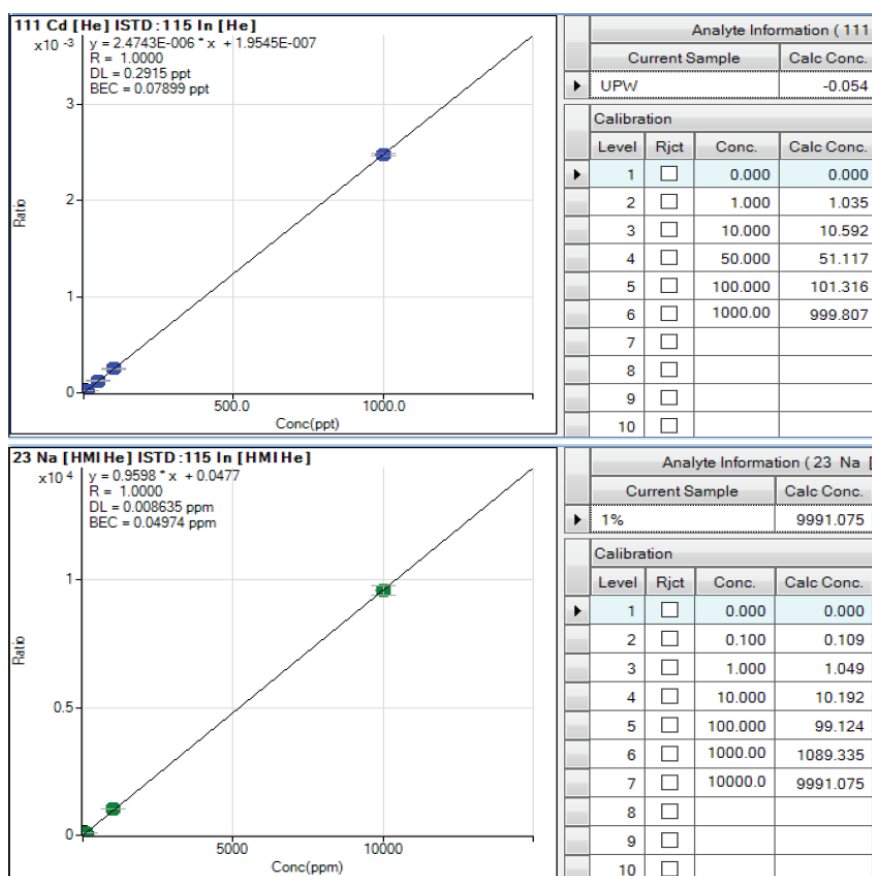 111 Cd [He] ISTD:115 In [He]
x10 -3
y = 2.4743E-006 * x + 1.9545E-007
R = 1.0000
DL = 0.2915 ppt
BEC = 0.07899 ppt
3
2
1
0
Ratio
500.0 1000.0
Conc(ppt)
Analyte Information ( 111
Current Sample Calc Conc.
UPW -0.054
Calibration
Level Rjct Conc. Calc Conc.
1 0.000 0.000
2 1.000 1.035
3 10.000 10.592
4 50.000 51.117
5 100.000 101.316
6 1000.00 999.807
7
8
9
10
23 Na [HMI He] ISTD:115 In [HMI He]
x10 4
y = 0.9598 * x + 0.0477
R = 1.0000
DL = 0.008635 ppm
BEC = 0.04974 ppm
1
0.5
0
Ratio
5000 10000
Conc(ppm)
Analyte Information ( 23 Na [
Current Sample Calc Conc.
1% 9991.075
Calibration
Level Rjct Conc. Calc Conc.
1 0.000 0.000
2 0.100 0.109
3 1.000 1.049
4 10.000 10.192
5 100.000 99.124
6 1000.00 1089.335
7 10000.0 9991.075
8
9
10